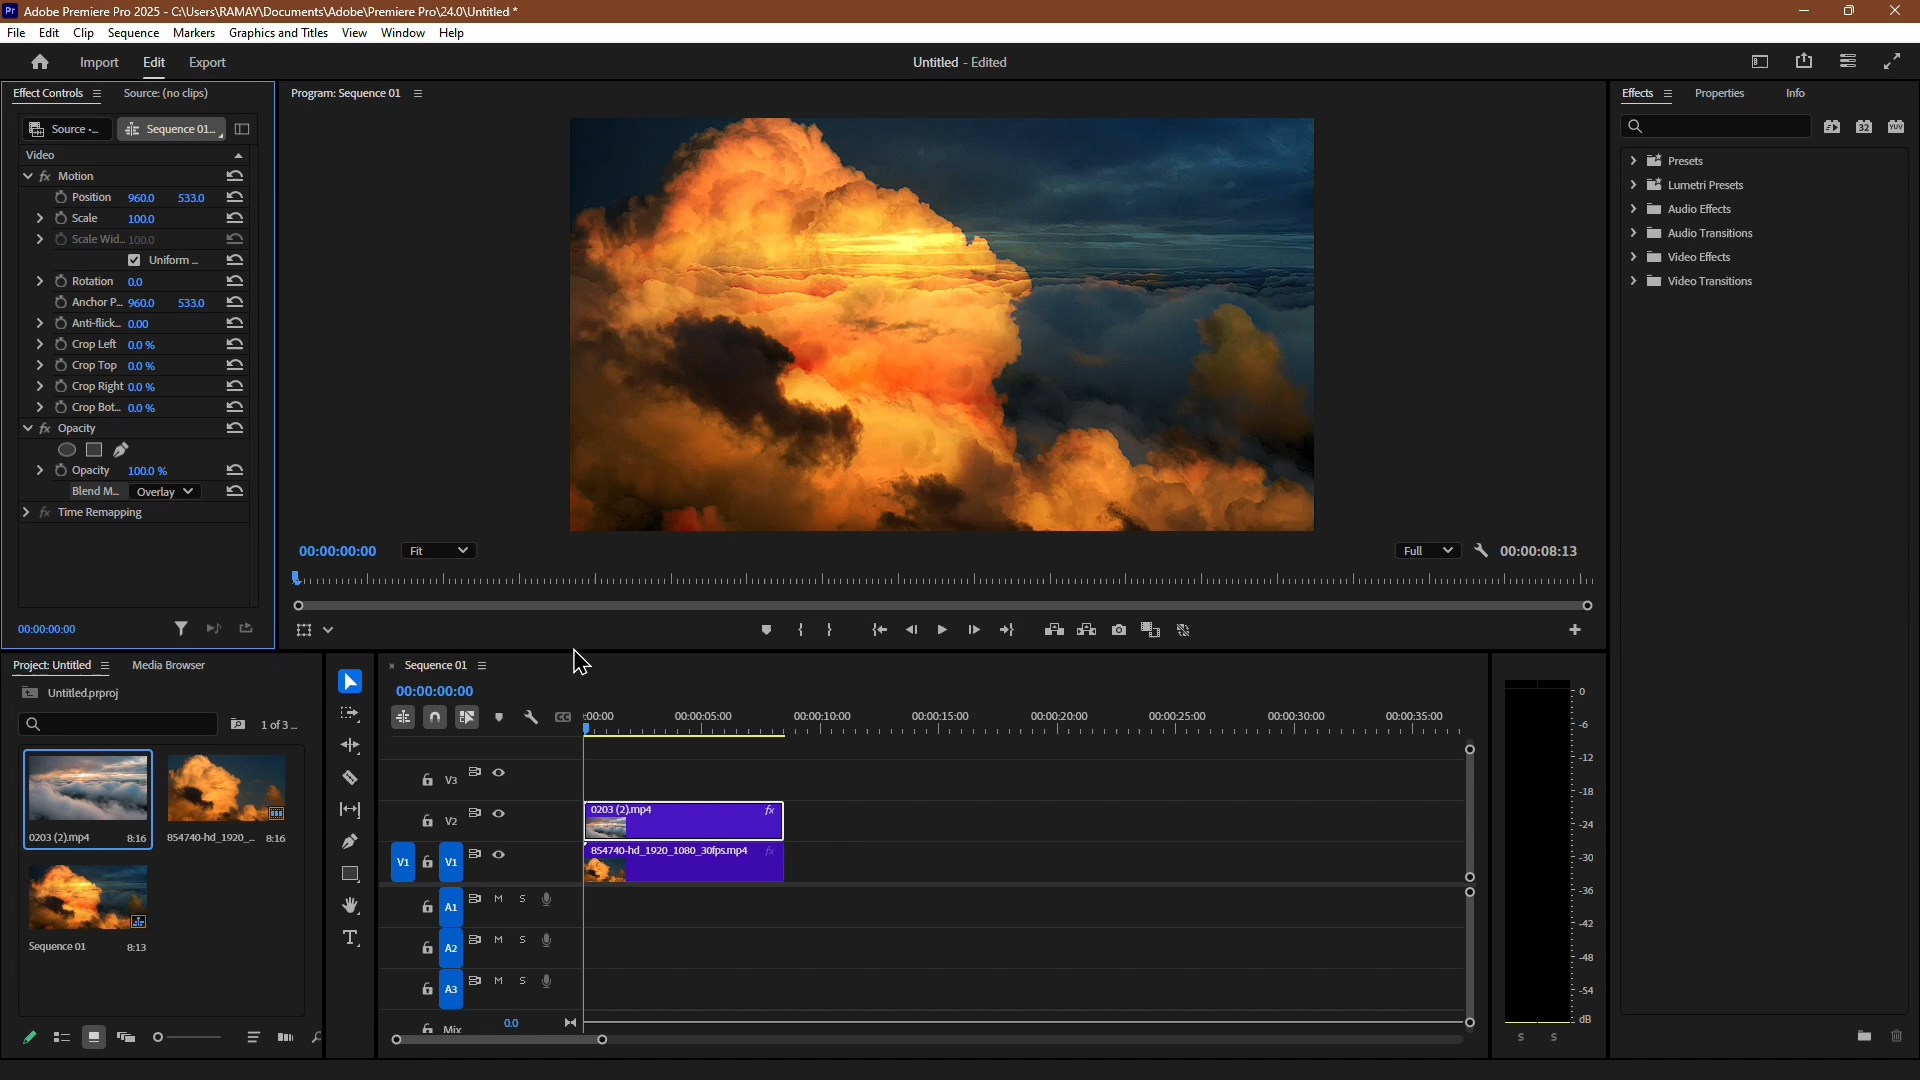 Pr Adobe Premiere Pro 2025 - C:\Users\RAMAY\Documents\Adobe\Premiere Pro\24.0\Untitled *
File Edit Clip Sequence Markers Graphics and Titles View Window Help
Import Edit Export Untitled - Edited
Effect Controls Source: (no clips)
Program: Sequence 01
Effects Properties Info
Source -... Sequence 01...
32 YUV
Video
Motion
Position 960.0 533.0
Scale 100.0
Scale Wid... 100.0
Uniform ...
Rotation 0.0
Anchor P... 960.0 533.0
Anti-flick... 0.00
Crop Left 0.0 %
Crop Top 0.0 %
Crop Right 0.0 %
Crop Bot... 0.0 %
fx Opacity
Opacity 100.0 %
Blend M... Overlay
fx Time Remapping
00:00:00:00
Presets
Lumetri Presets
Audio Effects
Audio Transitions
Video Effects
Video Transitions
00:00:00:00 Fit Full 00:00:08:13
Project: Untitled Media Browser
Untitled.prproj
1 of 3 ...
0203 (2).mp4 8:16
854740-hd_1920_... 8:16
Sequence 01 8:13
× Sequence 01
00:00:00:00
:00:00 00:00:05:00 00:00:10:00 00:00:15:00 00:00:20:00 00:00:25:00 00:00:30:00 00:00:35:00
V3
V2 0203 (2).mp4 fx
V1 V1 854740-hd_1920_1080_30fps.mp4 fx
A1 M S
A2 M S
A3 M S
Mix 0.0
0
-6
-12
-18
-24
-30
-36
-42
-48
-54
dB
S S